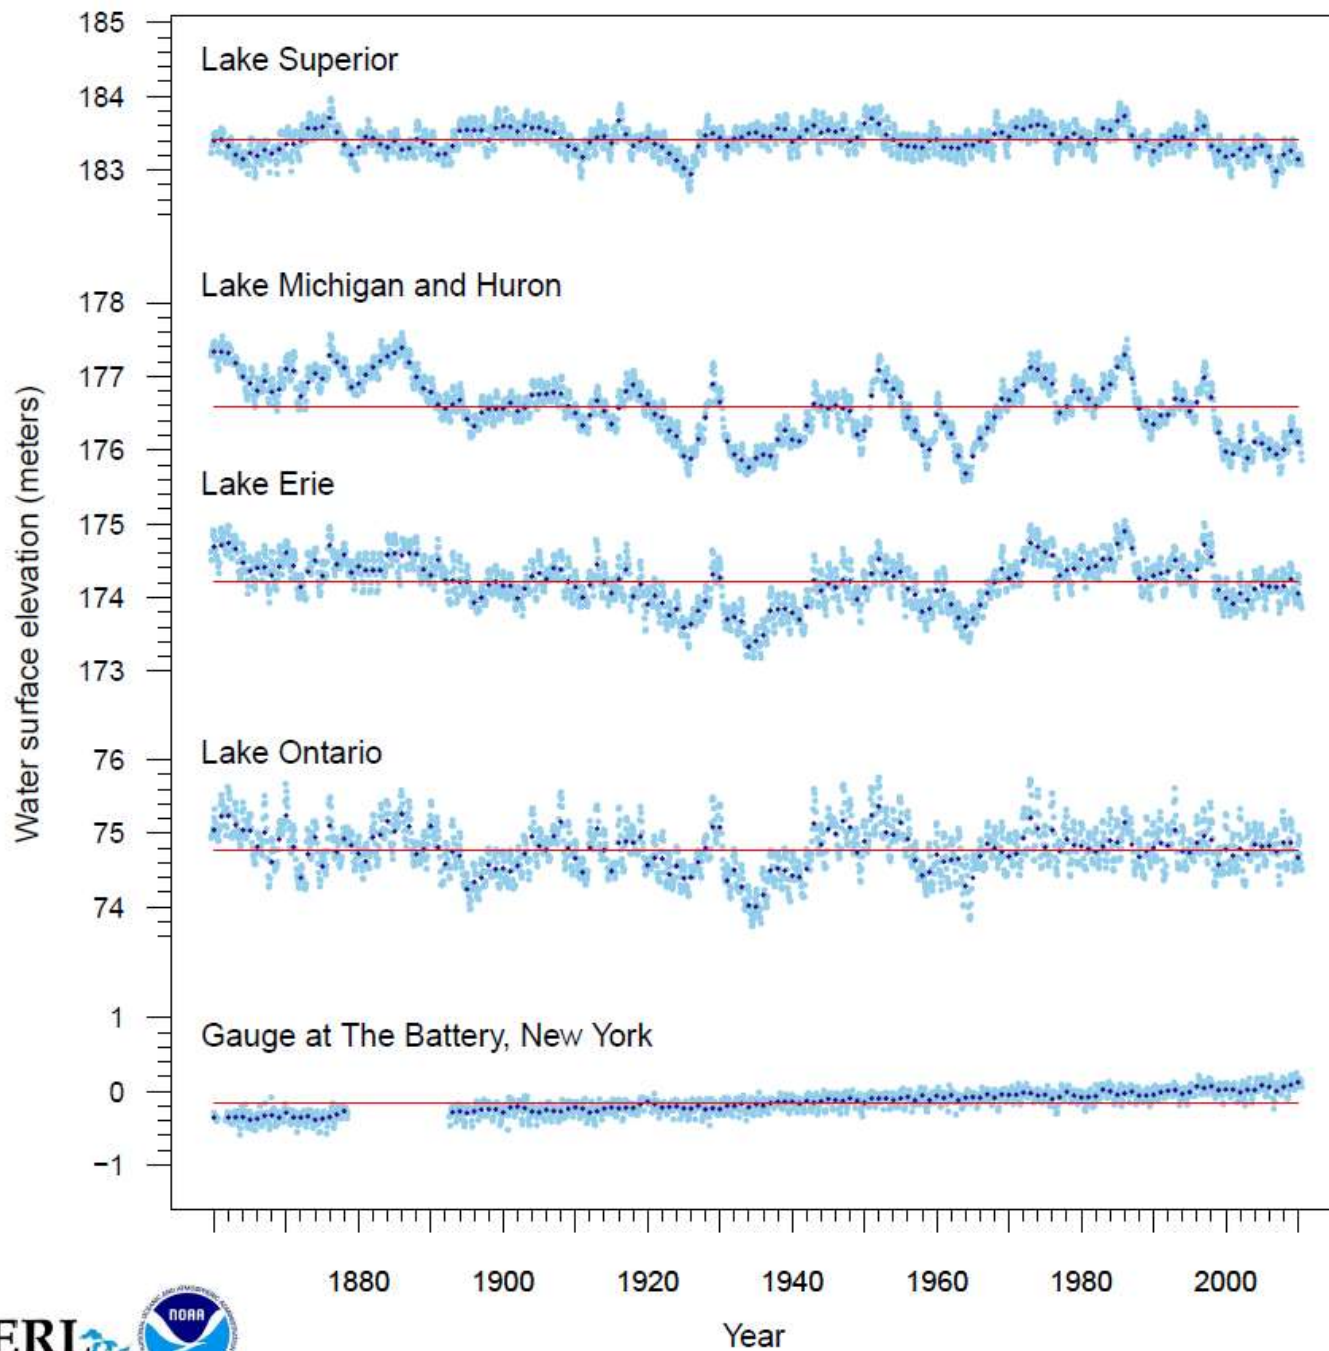 185
Lake Superior
184
183
Lake Michigan and Huron
178
177
176
Lake Erie
175
174
173
Lake Ontario
76
75
74
1
Gauge at The Battery, New York
0
−1
Water surface elevation (meters)
1880 1900 1920 1940 1960 1980 2000
Year
NOAA